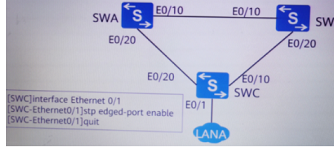 E0/10
E0/10
SWA
SW
E0/20
E0/20
E0/20
E0/10
SWC
E0/1
[SWC]interface Ethernet 0/1
[SWC-Ethernet0/1]stp edged-port enable
[SWC-Ethernet0/1]quit
LANA